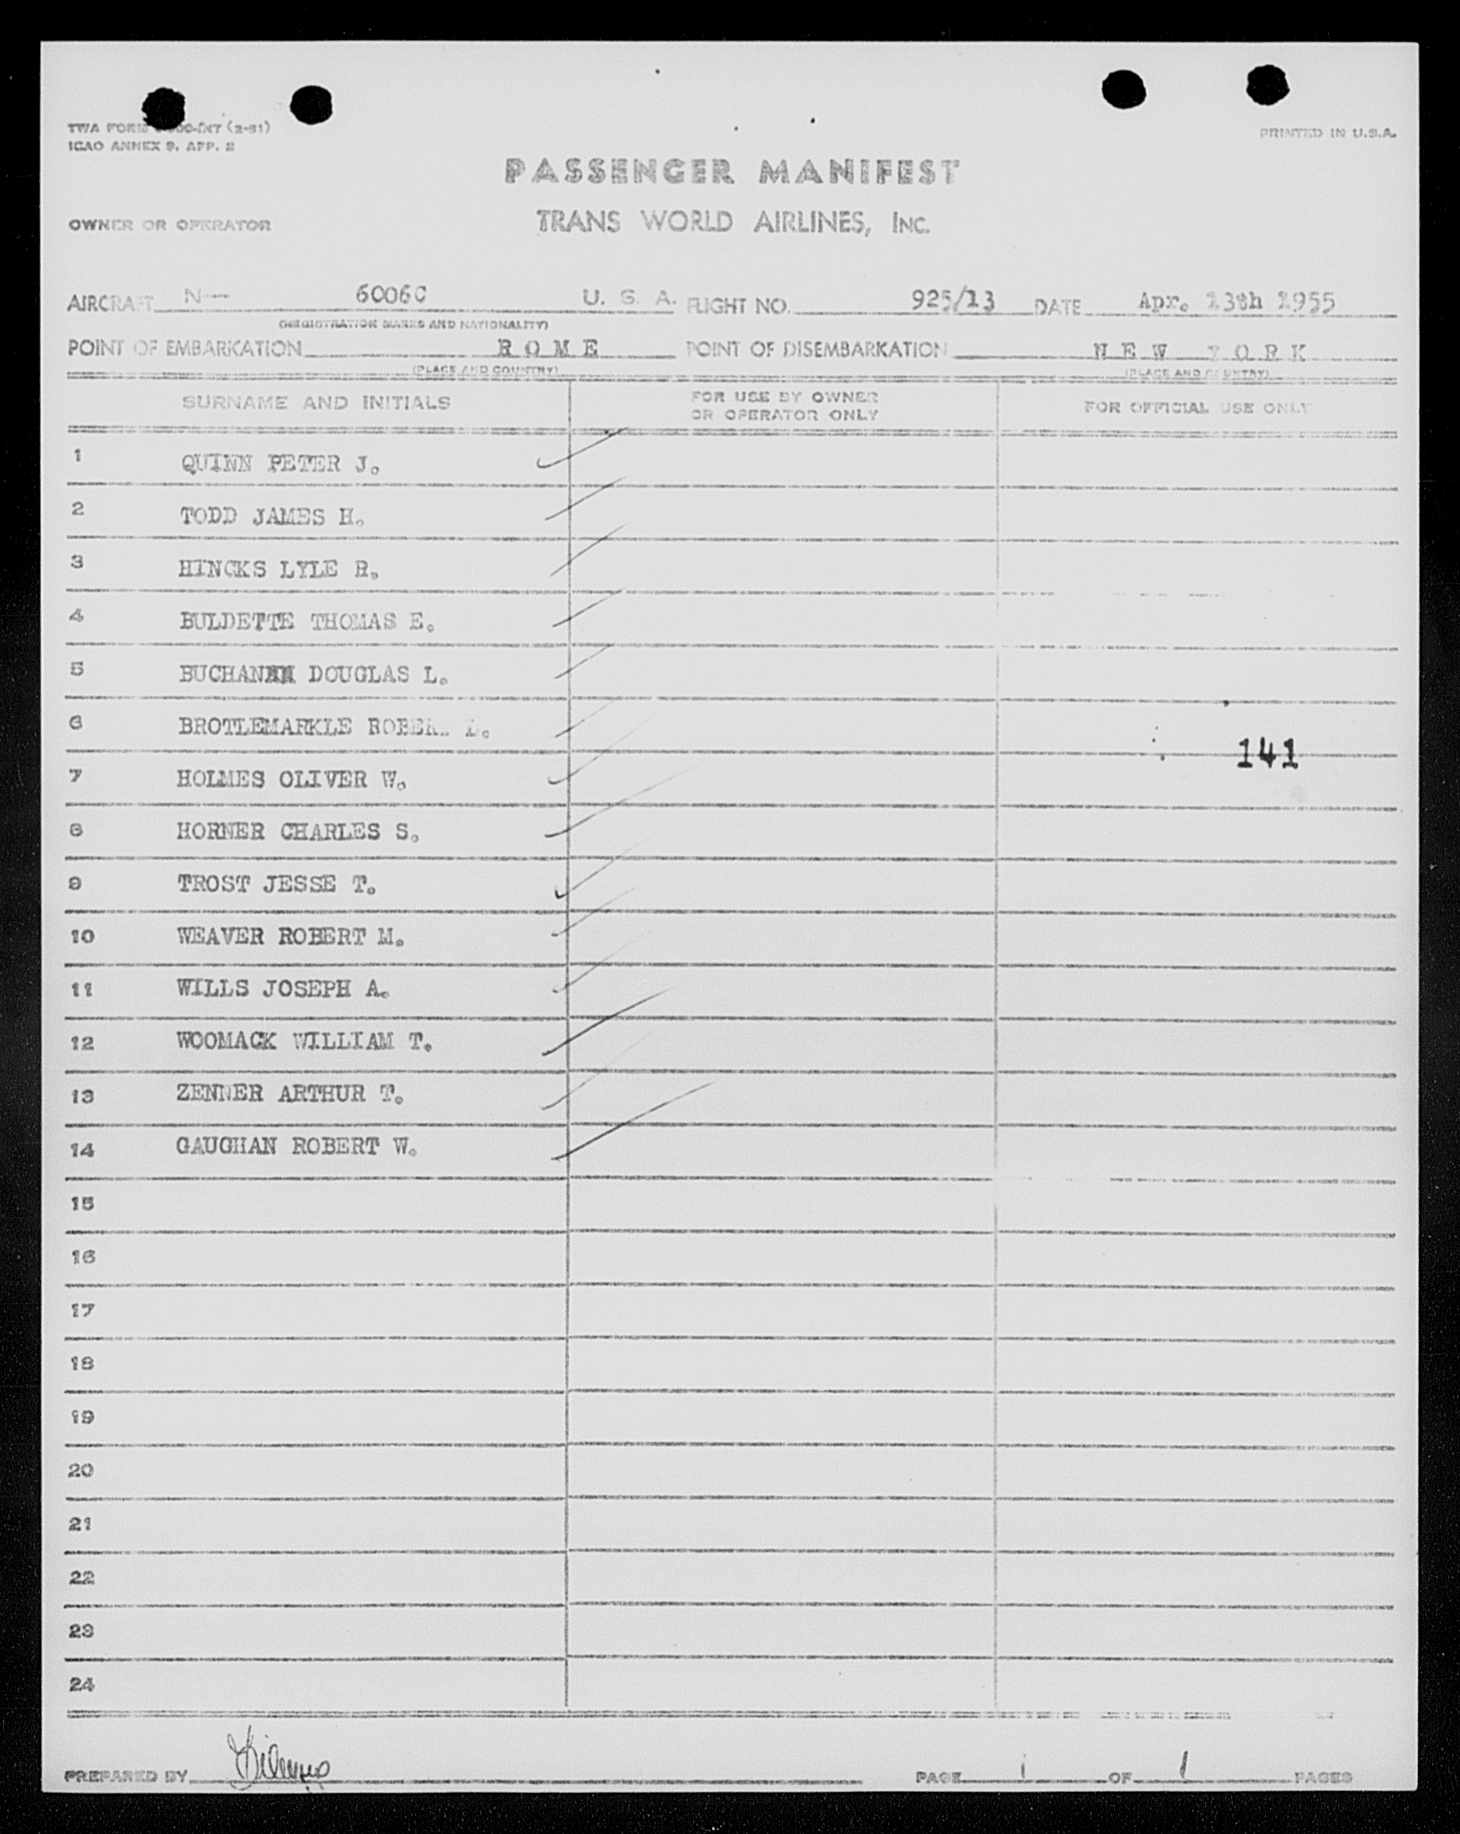 TWA FORM -INT (2-51)
PRINTED IN U.S.A.
ICAO ANNEX 9, APP. 2
PASSENGER MANIFEST
OWNER OR OPERATOR TRANS WORLD AIRLINES, INC.
AIRCRAFT N— 6006C U. S. A. FLIGHT NO. 925/13 DATE Apr. 13th 1955
(REGISTRATION MARKS AND NATIONALITY)
POINT OF EMBARKATION R O M E POINT OF DISEMBARKATION N E W Y O R K
(PLACE AND COUNTRY) (PLACE AND COUNTRY)
SURNAME AND INITIALS FOR USE BY OWNER OR OPERATOR ONLY FOR OFFICIAL USE ONLY
1 QUINN PETER J.
2 TODD JAMES H.
3 HINCKS LYLE R.
4 BULDETTE THOMAS E.
5 BUCHAN DOUGLAS L.
6 BROTLEMARKLE
141
7 HOLMES OLIVER W.
8 HORNER CHARLES S.
9 TROST JESSE T.
10 WEAVER ROBERT M.
11 WILLS JOSEPH A.
12 WOOMACK WILLIAM T.
13 ZENNER ARTHUR T.
14 GAUGHAN ROBERT W.
15
16
17
18
19
20
21
22
23
24
PREPARED BY PAGE 1 OF 1 PAGES